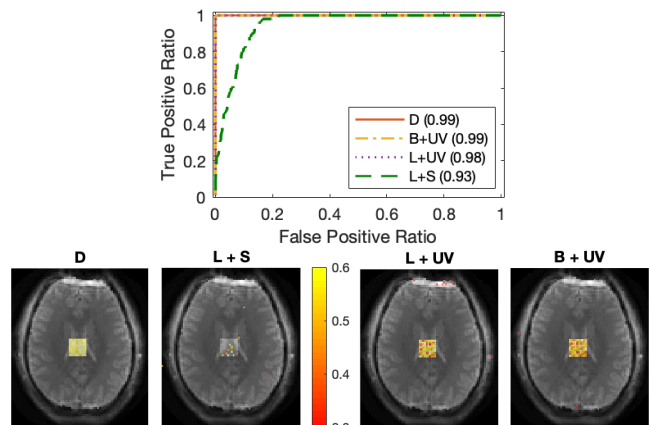 1
0.8
0.6
0.4
0.2
0
True Positive Ratio
D (0.99)
B+UV (0.99)
L+UV (0.98)
L+S (0.93)
0 0.2 0.4 0.6 0.8 1
False Positive Ratio
D L + S L + UV B + UV
0.6
0.5
0.4